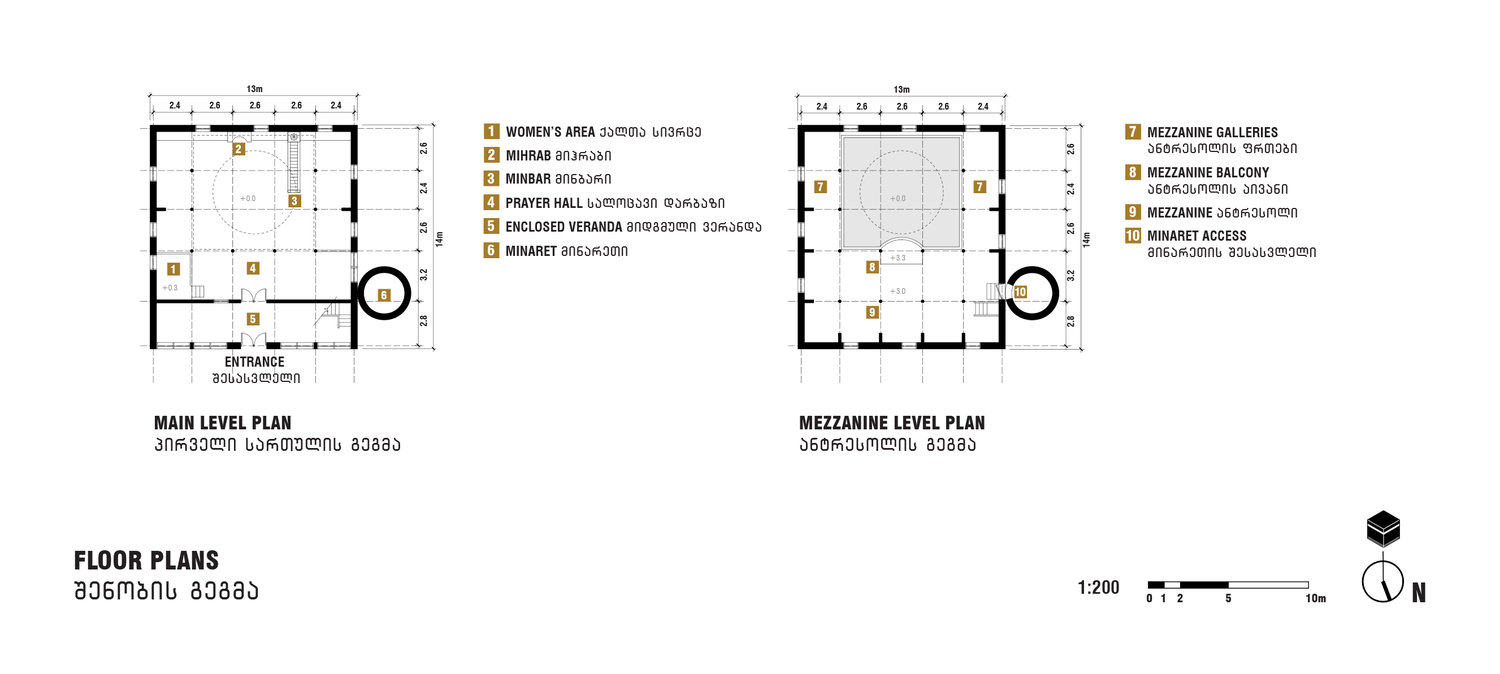 13m
2.4 2.6 2.6 2.6 2.4
2
3
+0.0
1
+0.3
4
5
6
2.6
2.4
2.6
3.2
2.8
14m
ENTRANCE
შესასვლელი
MAIN LEVEL PLAN
პირველი სართულის გეგმა
1 WOMEN'S AREA ქალთა სივრცე
2 MIHRAB მიჰრაბი
3 MINBAR მინბარი
4 PRAYER HALL სალოცავი დარბაზი
5 ENCLOSED VERANDA მიდგმული ვერანდა
6 MINARET მინარეთი
13m
2.4 2.6 2.6 2.6 2.4
7
7
+0.0
+3.3
8
+3.0
9
10
2.6
2.4
2.6
3.2
2.8
14m
MEZZANINE LEVEL PLAN
ანტრესოლის გეგმა
7 MEZZANINE GALLERIES
ანტრესოლის ფრთები
8 MEZZANINE BALCONY
ანტრესოლის აივანი
9 MEZZANINE ანტრესოლი
10 MINARET ACCESS
მინარეთის შესასვლელი
FLOOR PLANS
შენობის გეგმა
1:200
0 1 2 5 10m
N